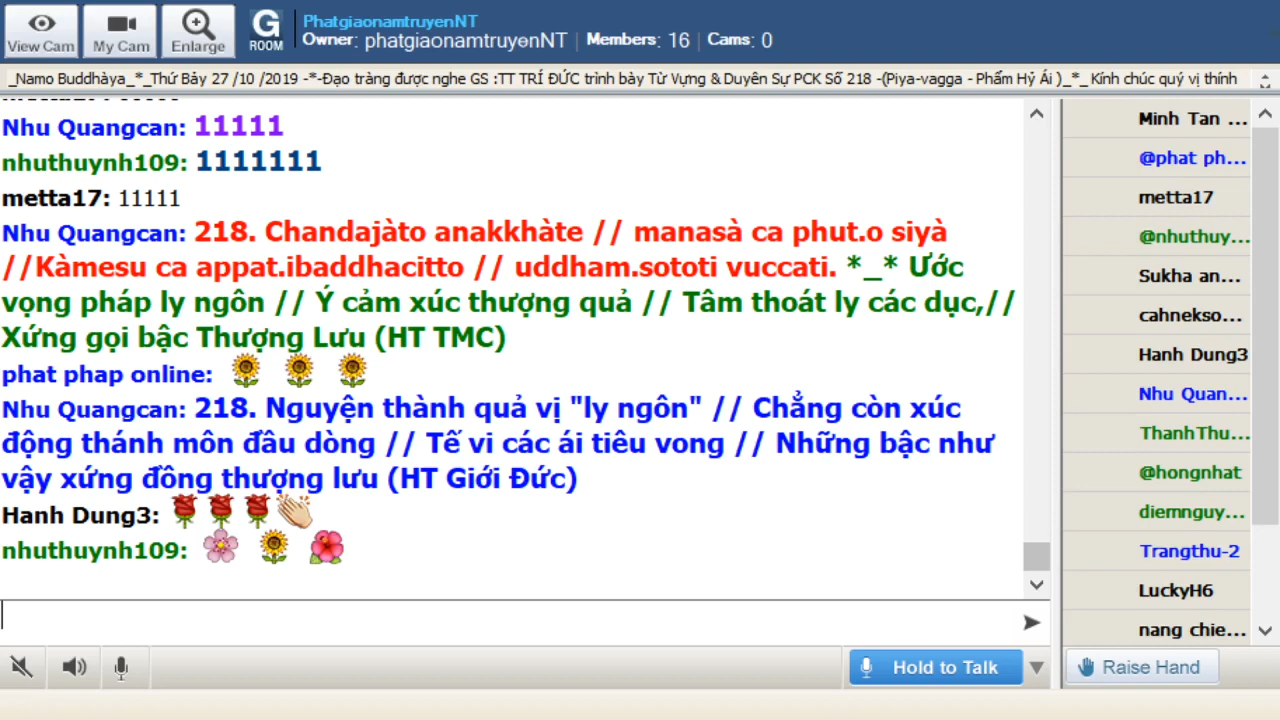 View Cam
My Cam
Enlarge
G
ROOM
PhatgiaonamtruyenNT
Owner: phatgiaonamtruyenNT | Members: 16 | Cams: 0
_Namo Buddhàya_*_Thứ Bảy 27 /10 /2019 -*-Đạo tràng được nghe GS :TT TRÍ ĐỨC trình bày Từ Vựng & Duyên Sự PCK Số 218 -(Piya-vagga - Phẩm Hỷ Ái )_*_Kính chúc quý vị thính
Nhu Quangcan: 11111
nhuthuynh109: 1111111
metta17: 11111
Nhu Quangcan: 218. Chandajàto anakkhàte // manasà ca phut.o siyà
//Kàmesu ca appat.ibaddhacitto // uddham.sototi vuccati. *_* Ước
vọng pháp ly ngôn // Ý cảm xúc thượng quả // Tâm thoát ly các dục,//
Xứng gọi bậc Thượng Lưu (HT TMC)
phat phap online:
Nhu Quangcan: 218. Nguyện thành quả vị "ly ngôn" // Chẳng còn xúc
động thánh môn đầu dòng // Tế vi các ái tiêu vong // Những bậc như
vậy xứng đồng thượng lưu (HT Giới Đức)
Hanh Dung3:
nhuthuynh109:
Minh Tan ...
@phat ph...
metta17
@nhuthuy...
Sukha an...
cahnekso...
Hanh Dung3
Nhu Quan...
ThanhThu...
@hongnhat
diemnguy...
Trangthu-2
LuckyH6
nang chie...
Hold to Talk
Raise Hand